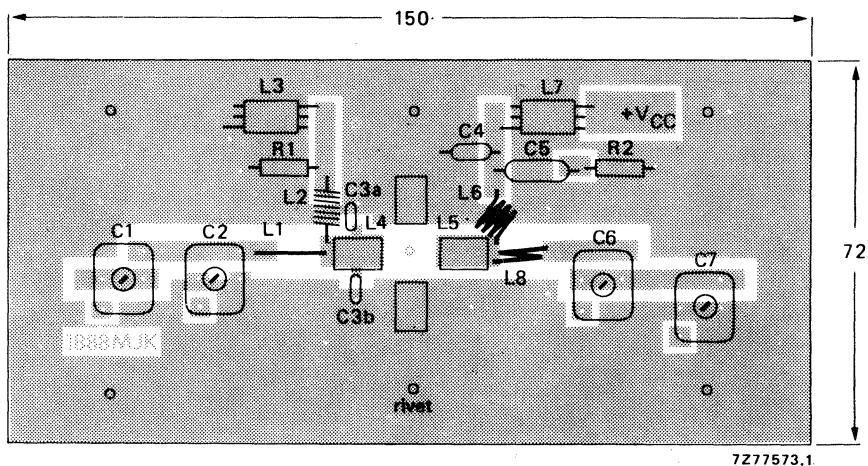 150
L3
L7
+VCC
C4
R1
C5
R2
L2
C3a
L6
C1
C2
L1
L4
L5
C6
72
C7
L8
C3b
1888MJK
rivet
7Z77573.1